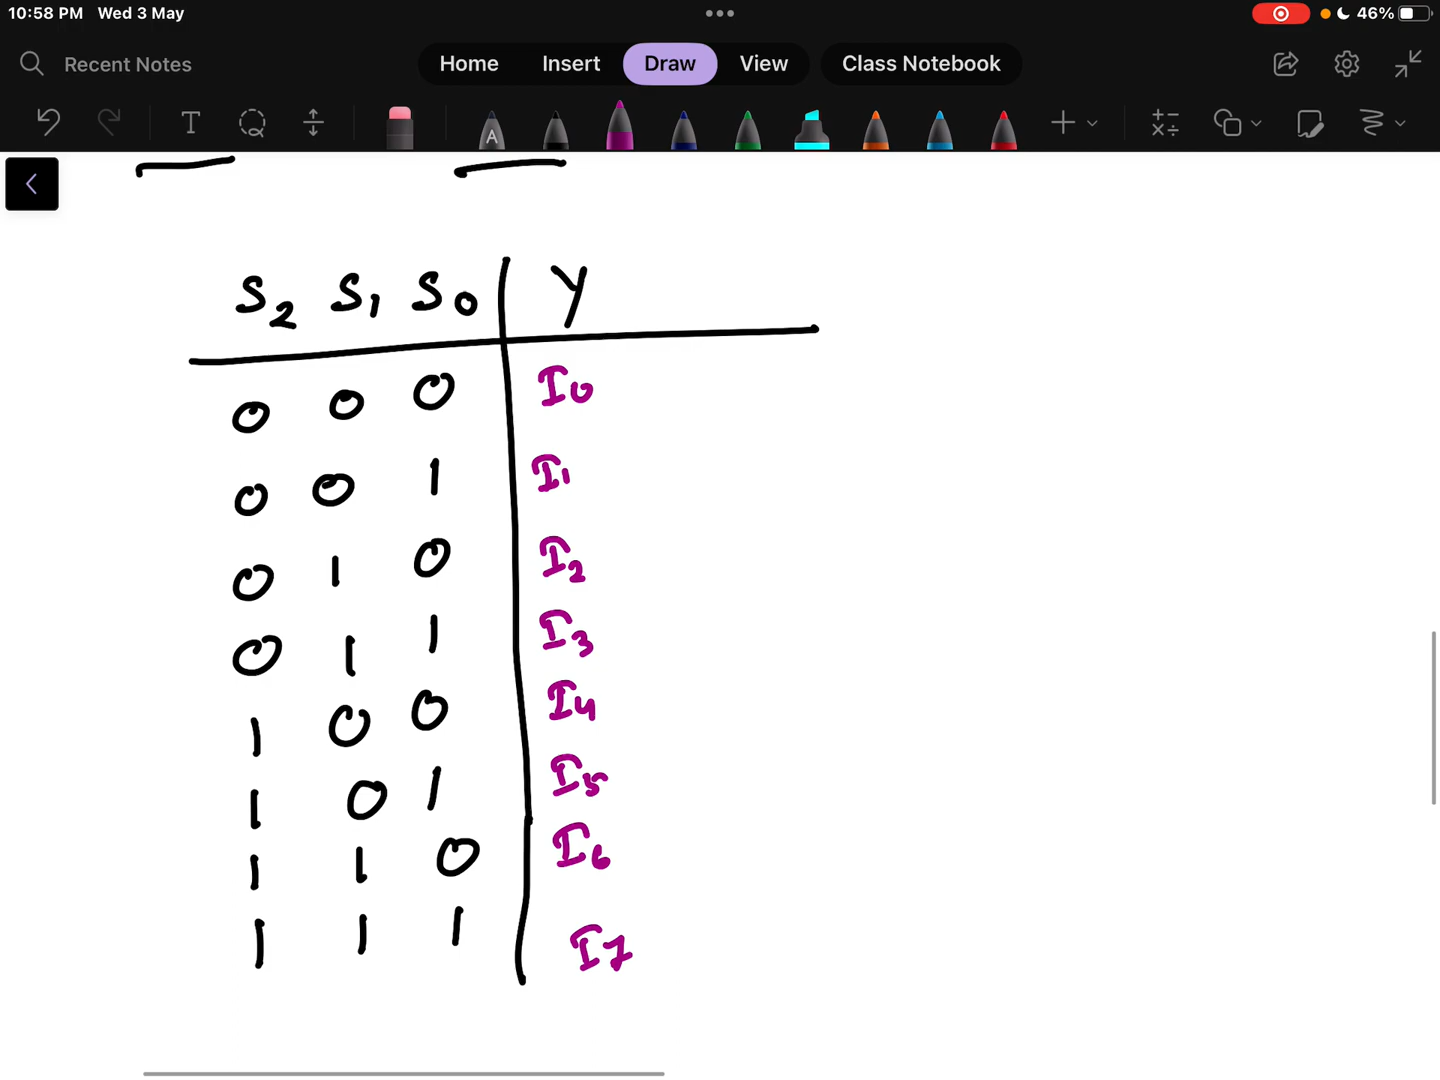 10:58 PM Wed 3 May 46%
Recent Notes Home Insert Draw View Class Notebook
T A
S2 S1 S0 Y
0 0 0 I0
0 0 1 I1
0 1 0 I2
0 1 1 I3
1 0 0 I4
1 0 1 I5
1 1 0 I6
1 1 1 I7